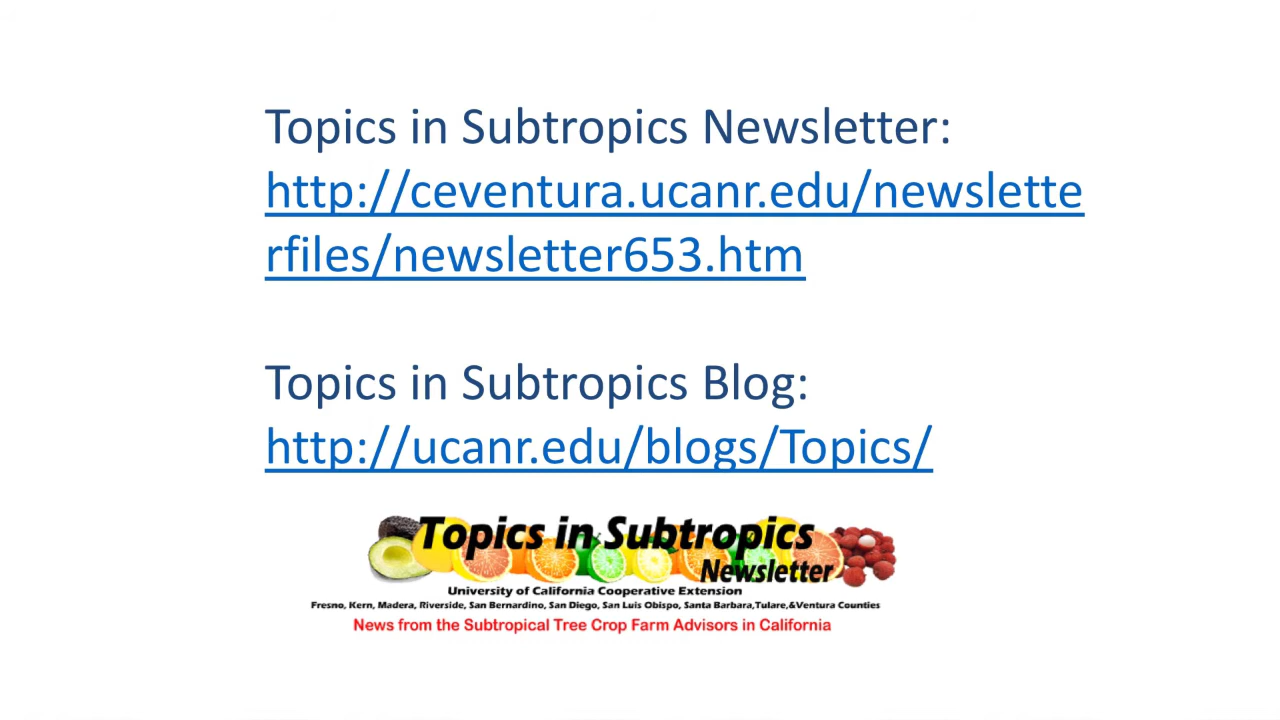 Topics in Subtropics Newsletter:
http://ceventura.ucanr.edu/newslette
rfiles/newsletter653.htm
Topics in Subtropics Blog:
http://ucanr.edu/blogs/Topics/
Topics in Subtropics
Newsletter
University of California Cooperative Extension
Fresno, Kern, Madera, Riverside, San Bernardino, San Diego, San Luis Obispo, Santa Barbara,Tulare,&Ventura Counties
News from the Subtropical Tree Crop Farm Advisors in California